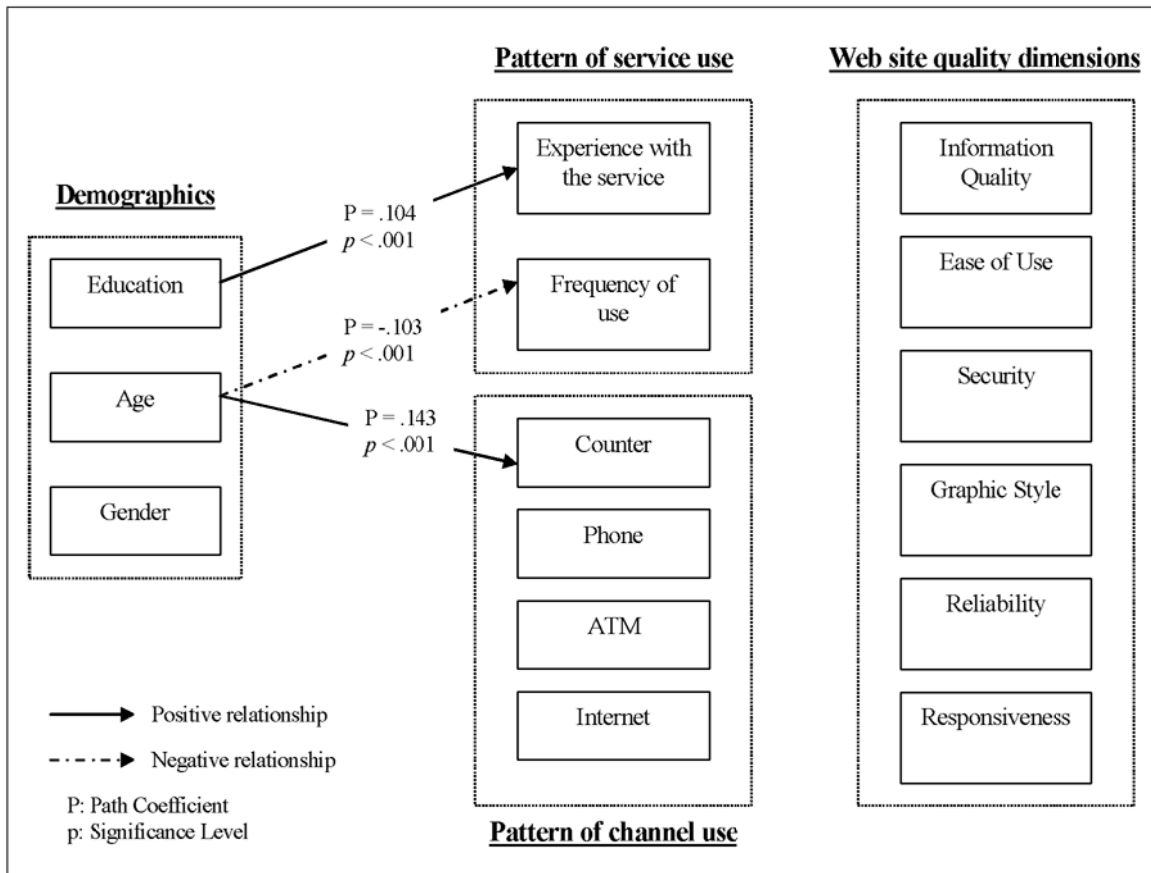 Demographics
Education
Age
Gender
P = .104
p < .001
P = -.103
p < .001
P = .143
p < .001
Pattern of service use
Experience with
the service
Frequency of
use
Counter
Phone
ATM
Internet
Pattern of channel use
Web site quality dimensions
Information
Quality
Ease of Use
Security
Graphic Style
Reliability
Responsiveness
Positive relationship
Negative relationship
P: Path Coefficient
p: Significance Level